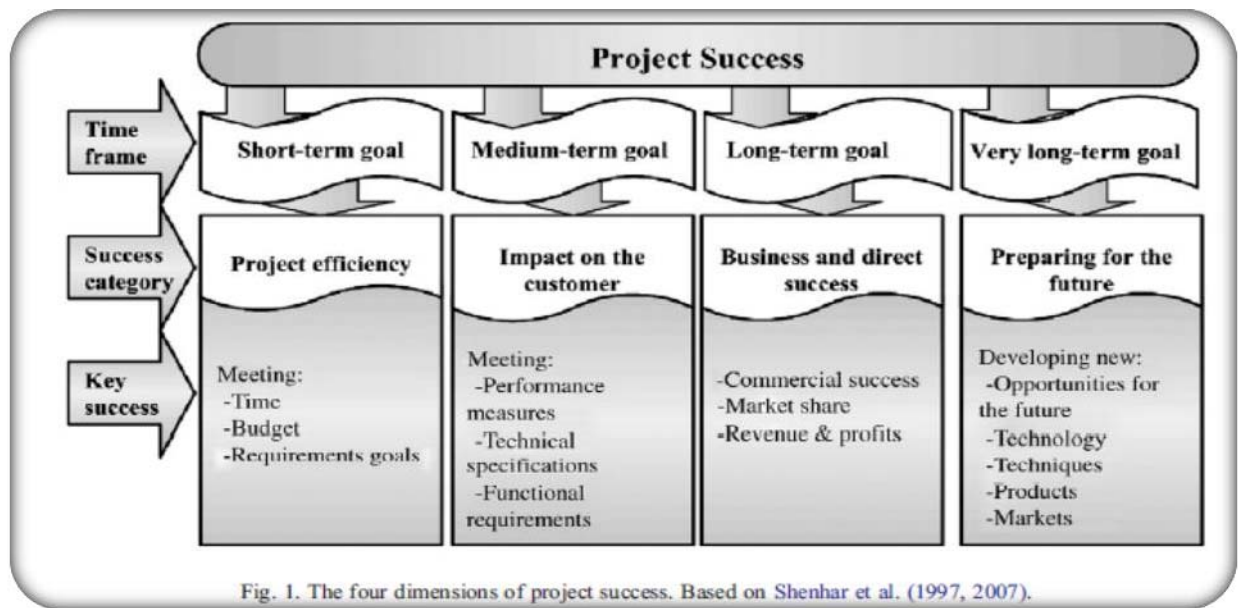 Project Success
Time
frame
Short-term goal
Medium-term goal
Long-term goal
Very long-term goal
Success
category
Project efficiency
Impact on the
customer
Business and direct
success
Preparing for the
future
Key
success
Meeting:
-Time
-Budget
-Requirements goals
Meeting:
-Performance
measures
-Technical
specifications
-Functional
requirements
-Commercial success
-Market share
-Revenue & profits
Developing new:
-Opportunities for
the future
-Technology
-Techniques
-Products
-Markets
Fig. 1. The four dimensions of project success. Based on Shenhar et al. (1997, 2007).